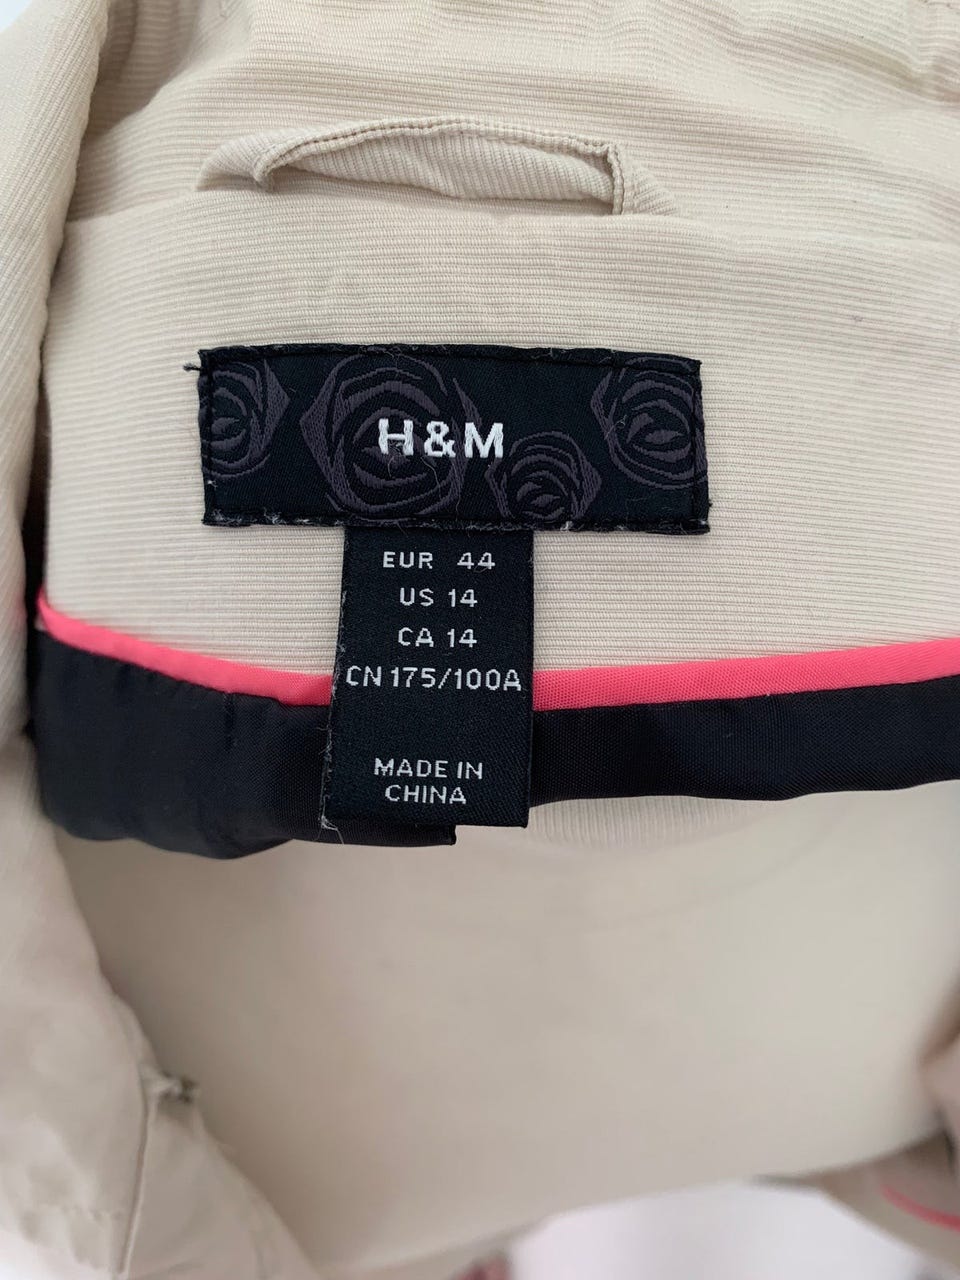 H&M
EUR 44
US 14
CA 14
CN 175/100A
MADE IN
CHINA